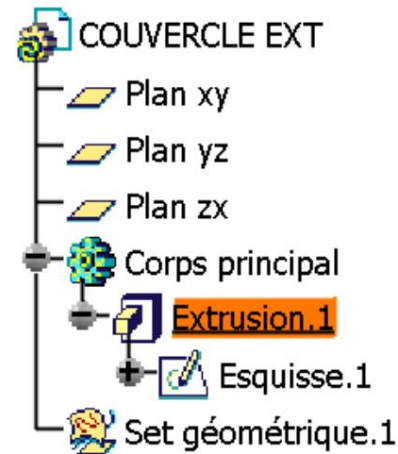 COUVERCLE EXT
Plan xy
Plan yz
Plan zx
Corps principal
Extrusion.1
Esquisse.1
Set géométrique.1